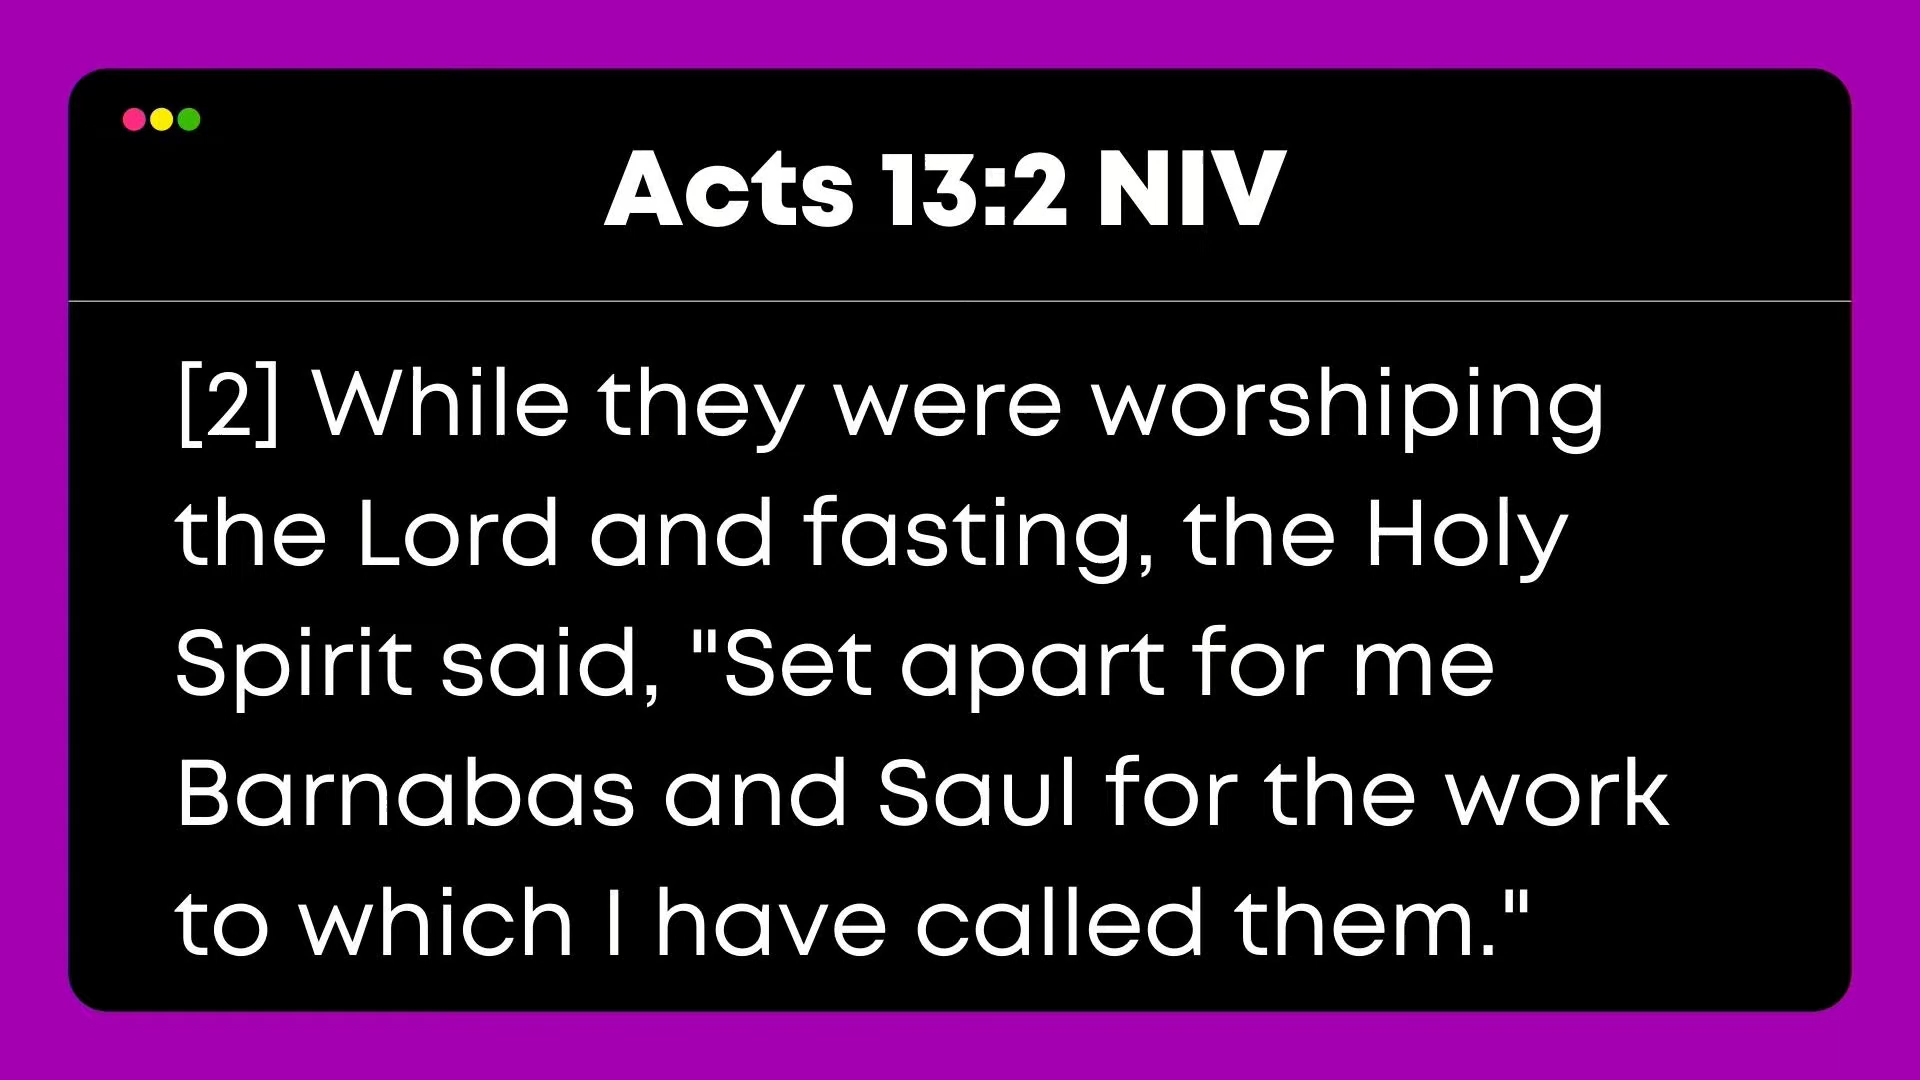 Acts 13:2 NIV
[2] While they were worshiping
the Lord and fasting, the Holy
Spirit said, "Set apart for me
Barnabas and Saul for the work
to which I have called them."